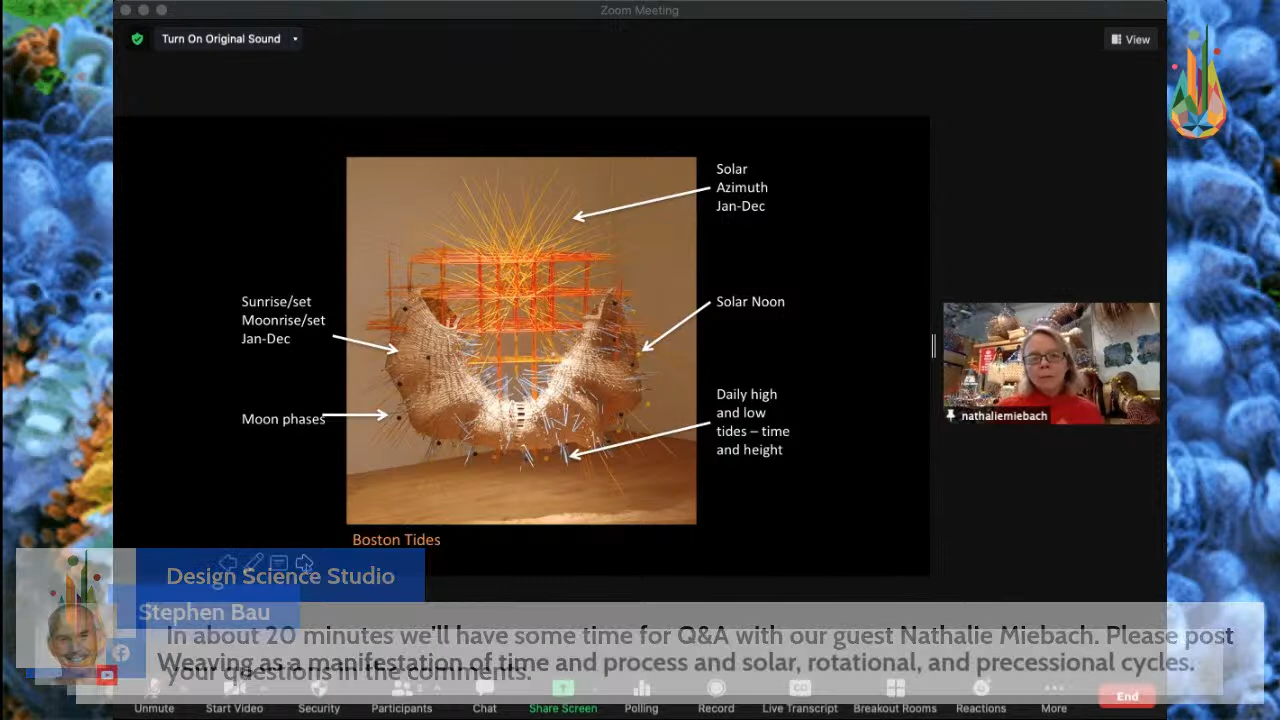 Zoom Meeting
Turn On Original Sound
View
Solar
Azimuth
Jan-Dec
Sunrise/set
Moonrise/set
Jan-Dec
Solar Noon
Moon phases
Daily high
and low
tides – time
and height
nathaliemiebach
Boston Tides
Design Science Studio
Stephen Bau
In about 20 minutes we'll have some time for Q&A with our guest Nathalie Miebach. Please post
your questions in the comments.
Weaving as a manifestation of time and process and solar, rotational, and precessional cycles.
Unmute
Start Video
Security
Participants
Chat
Share Screen
Polling
Record
Live Transcript
Breakout Rooms
Reactions
More
End